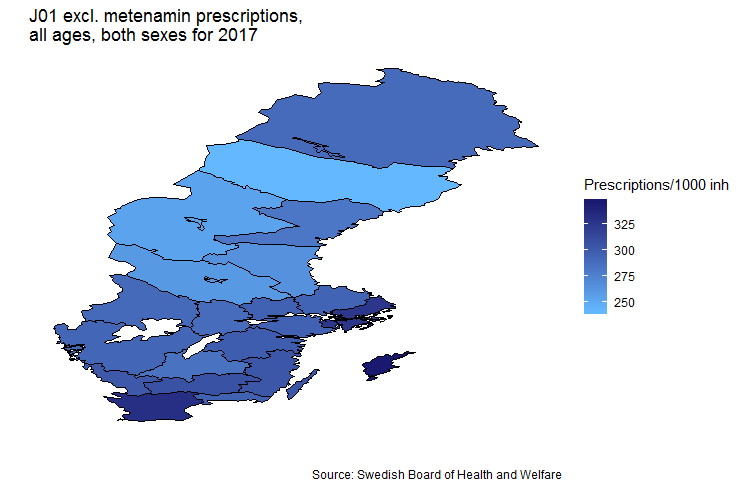 J01 excl. metenamin prescriptions,
all ages, both sexes for 2017
Prescriptions/1000 inh
325
300
275
250
Source: Swedish Board of Health and Welfare